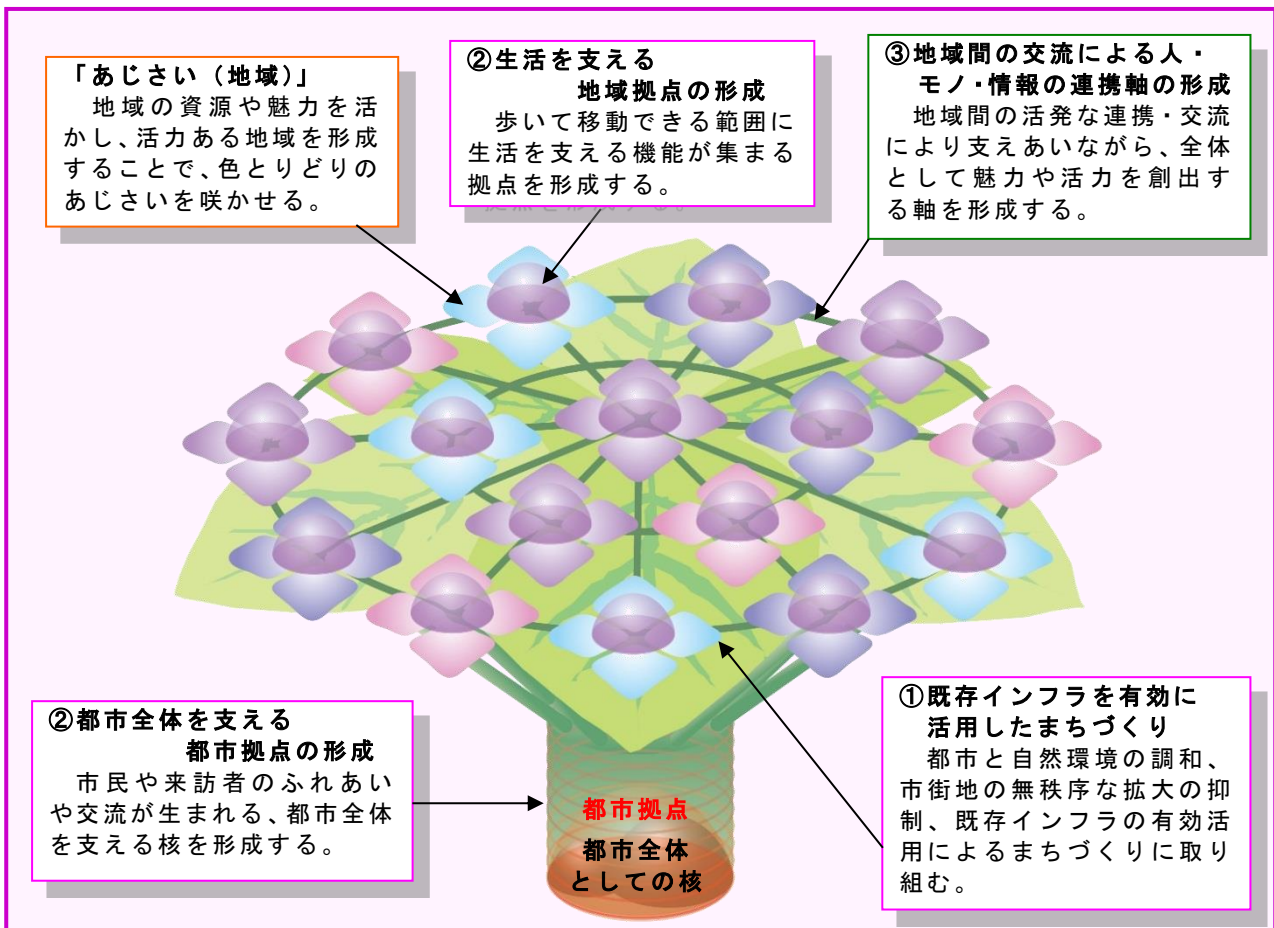 「あじさい（地域）」
地域の資源や魅力を活
かし、活力ある地域を形成
することで、色とりどりの
あじさいを咲かせる。
②生活を支える
地域拠点の形成
歩いて移動できる範囲に
生活を支える機能が集まる
拠点を形成する。
③地域間の交流による人・
モノ・情報の連携軸の形成
地域間の活発な連携・交流
により支えあいながら、全体
として魅力や活力を創出す
る軸を形成する。
②都市全体を支える
都市拠点の形成
市民や来訪者のふれあい
や交流が生まれる、都市全体
を支える核を形成する。
都市拠点
都市全体
としての核
①既存インフラを有効に
活用したまちづくり
都市と自然環境の調和、
市街地の無秩序な拡大の抑
制、既存インフラの有効活
用によるまちづくりに取り
組む。